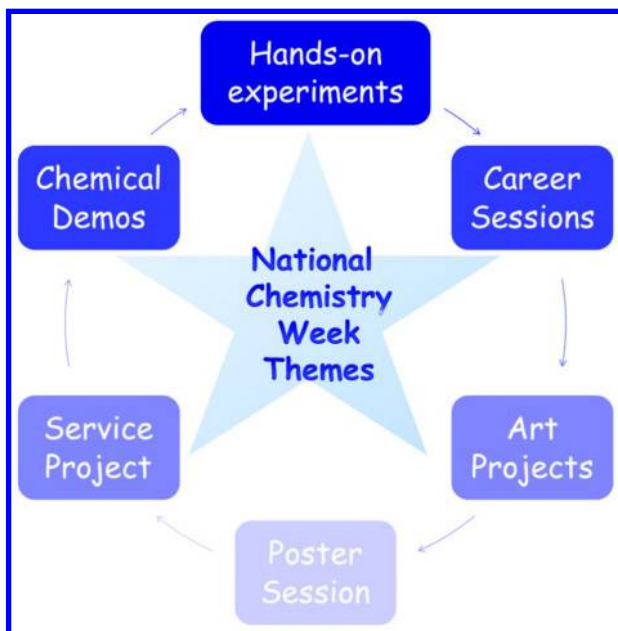 Hands-on
experiments
Career
Sessions
Art
Projects
Poster
Session
Service
Project
Chemical
Demos
National
Chemistry
Week
Themes